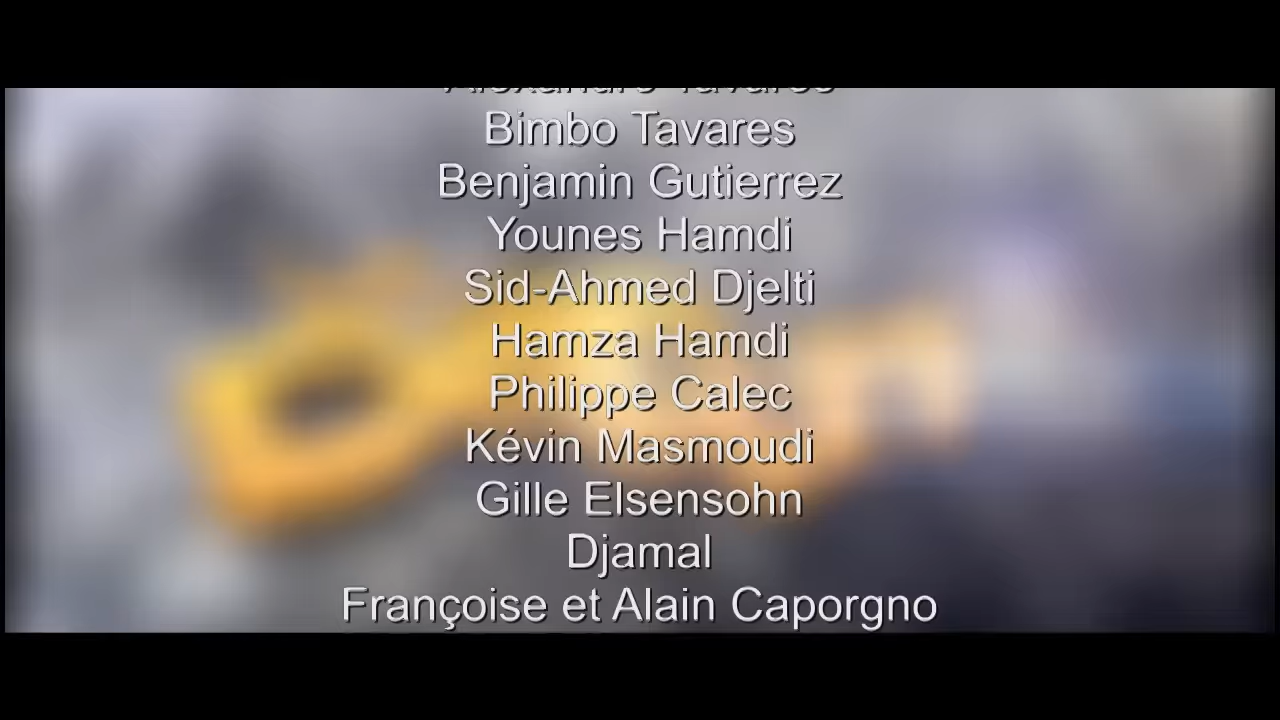 Bimbo Tavares
Benjamin Gutierrez
Younes Hamdi
Sid-Ahmed Djelti
Hamza Hamdi
Philippe Calec
Kévin Masmoudi
Gille Elsensohn
Djamal
Françoise et Alain Caporgno